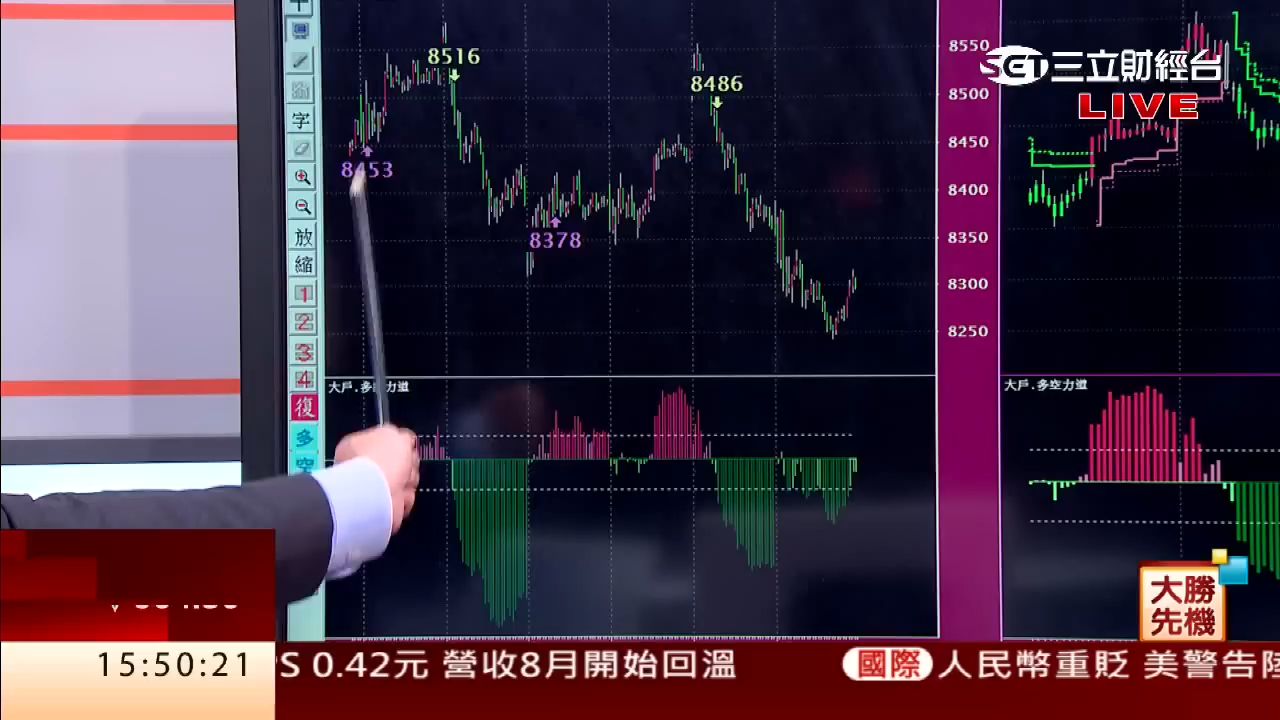 8516
8486
8453
8378
8550
8500
8450
8400
8350
8300
8250
字
放
縮
1
2
3
4
復
多
空
大戶.多空力道
大戶.多空力道
三立財經台
LIVE
大勝
先機
15:50:21
S 0.42元 營收8月開始回溫
國際 人民幣重貶 美警告陸